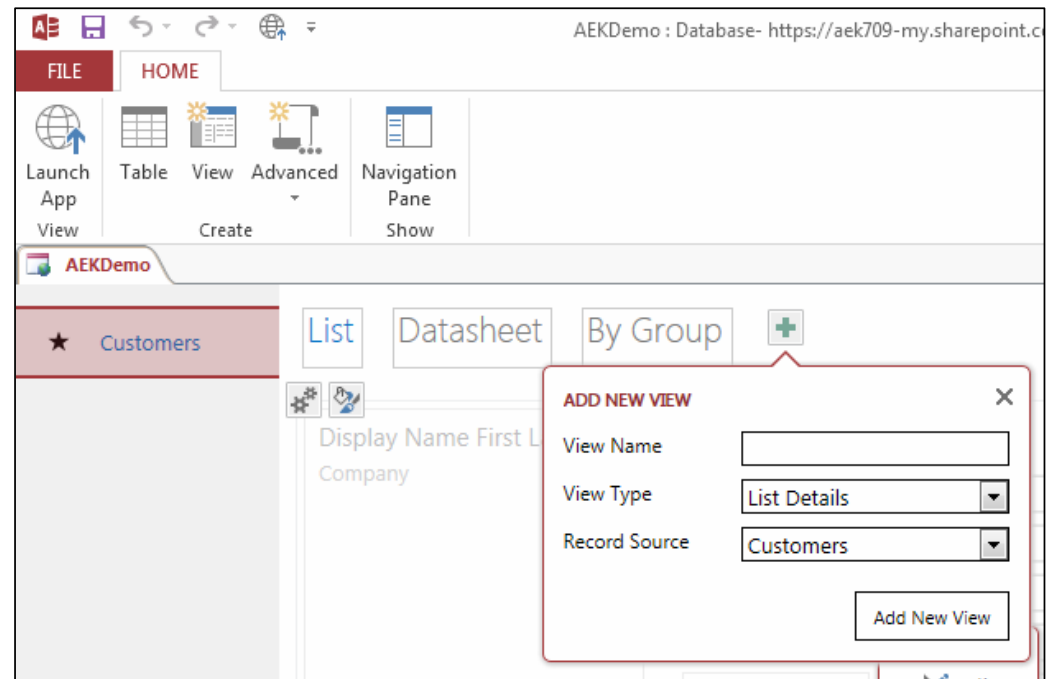 AEKDemo : Database- https://aek709-my.sharepoint.c
FILE HOME
Launch App
Table
View
Advanced
Navigation Pane
View
Create
Show
AEKDemo
Customers
List Datasheet By Group
Display Name First L
Company
ADD NEW VIEW
View Name
View Type List Details
Record Source Customers
Add New View